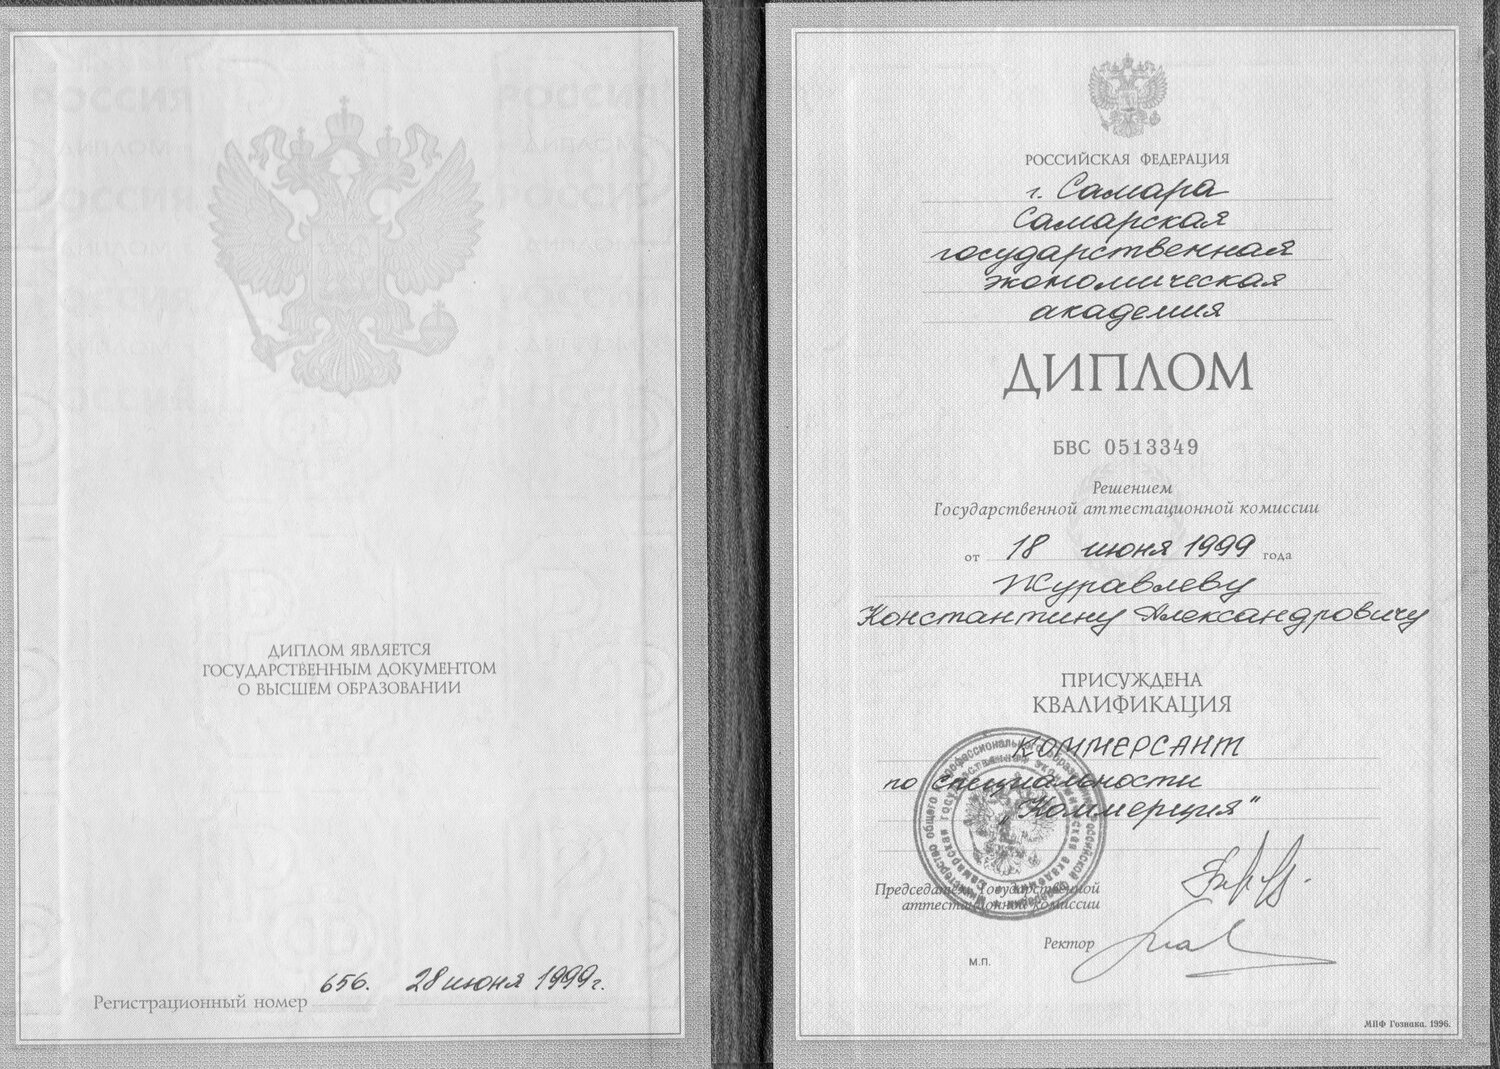 ДИПЛОМ ЯВЛЯЕТСЯ
ГОСУДАРСТВЕННЫМ ДОКУМЕНТОМ
О ВЫСШЕМ ОБРАЗОВАНИИ
Регистрационный номер 656. 28 июня 1999г.
РОССИЙСКАЯ ФЕДЕРАЦИЯ
г. Самара
Самарская
государственная
экономическая
академия
ДИПЛОМ
БВС 0513349
Решением
Государственной аттестационной комиссии
от 18 июня 1999 года
Журавлеву
Константину Александровичу
ПРИСУЖДЕНА
КВАЛИФИКАЦИЯ
КОММЕРСАНТ
по специальности
„Коммерция"
Председатель Государственной
аттестационной комиссии
Ректор
М.П.
МПФ Гознака. 1996.